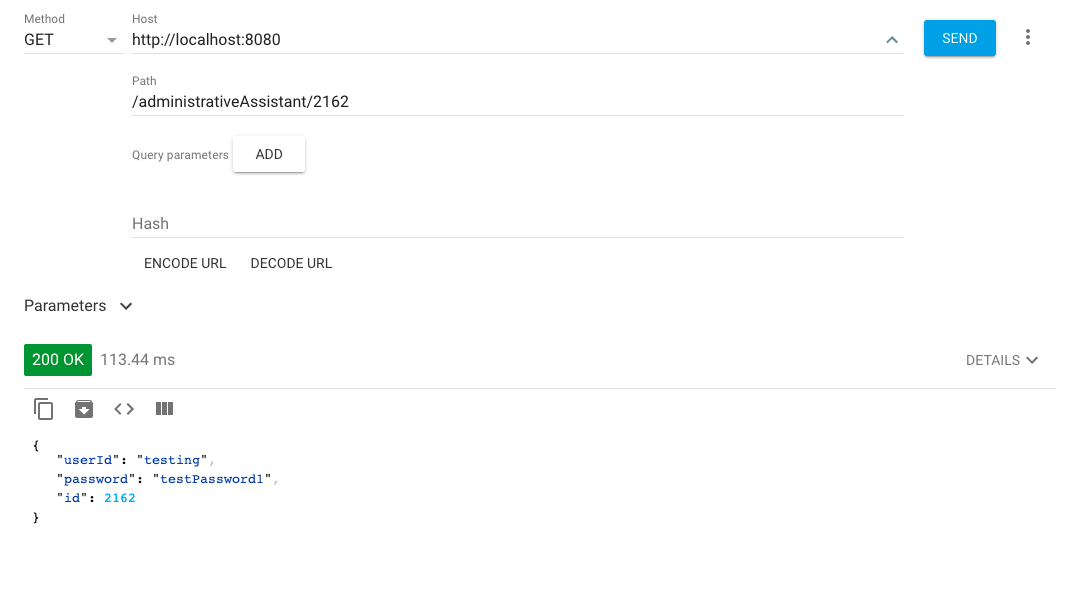 Method
Host
GET
http://localhost:8080
SEND
Path
/administrativeAssistant/2162
Query parameters
ADD
Hash
ENCODE URL
DECODE URL
Parameters
200 OK
113.44 ms
DETAILS
{
"userId": "testing",
"password": "testPassword1",
"id": 2162
}